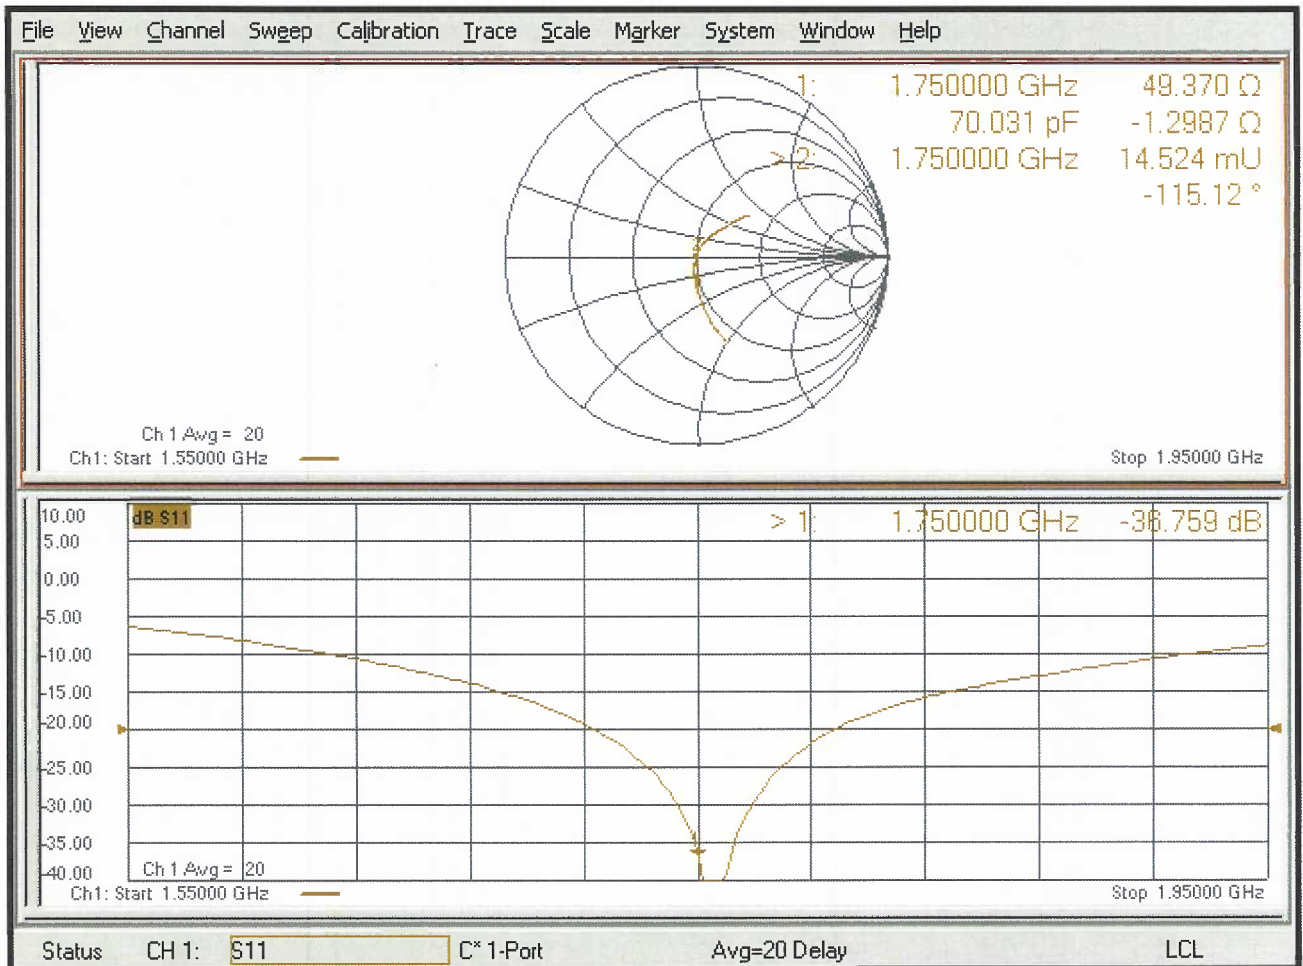 File View Channel Sweep Calibration Trace Scale Marker System Window Help
1: 1.750000 GHz 49.370 Ω
70.031 pF -1.2987 Ω
> 2: 1.750000 GHz 14.524 mU
-115.12 °
Ch 1 Avg = 20
Ch1: Start 1.55000 GHz
Stop 1.95000 GHz
10.00
dB S11
> 1: 1.750000 GHz -36.759 dB
5.00
0.00
-5.00
-10.00
-15.00
-20.00
-25.00
-30.00
-35.00
1
-40.00
Ch 1 Avg = 20
Ch1: Start 1.55000 GHz
Stop 1.95000 GHz
Status CH 1: S11 C* 1-Port Avg=20 Delay LCL